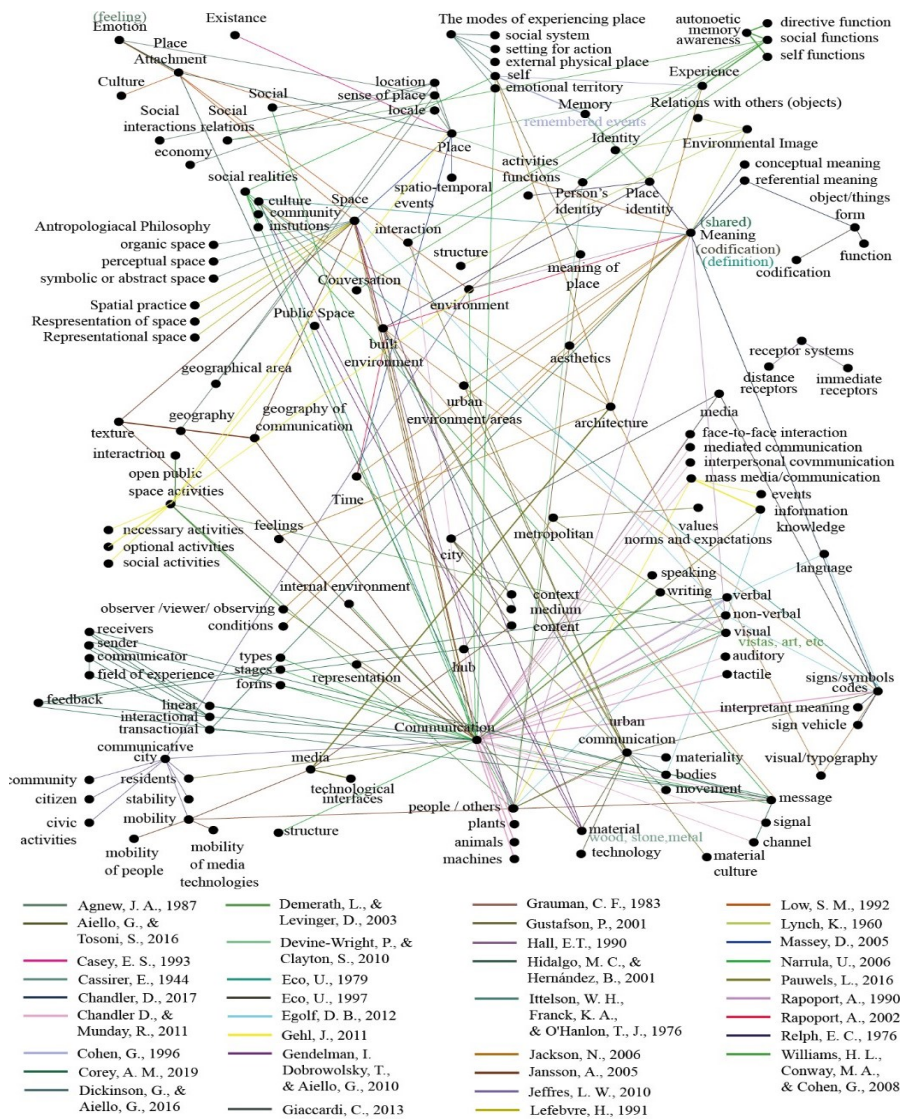 (feeling)
Emotion
Existance
The modes of experiencing place
social system
setting for action
external physical place
self
emotional territory
autonoetic
memory
awareness
directive function
social functions
self functions
Place
Attachment
Culture
Social
interactions
Social
relations
economy
Social
location
sense of place
locale
Place
Experience
Memory
remembered events
Relations with others (objects)
Identity
Environmental Image
social realities
culture
community
instutions
Space
spatio-temporal
events
activities
functions
Person's
identity
Place
identity
conceptual meaning
referential meaning
object/things
form
function
codification
(shared)
Meaning
(codification)
(definition)
Antropologiacal Philosophy
organic space
perceptual space
symbolic or abstract space
interaction
structure
meaning of
place
Conversation
environment
Spatial practice
Respresentation of space
Representational space
Public Space
built
environment
aesthetics
receptor systems
distance
receptors
immediate
receptors
geographical area
urban
environment/areas
architecture
media
texture
geography
geography of
communication
face-to-face interaction
mediated communication
interpersonal covmmunication
mass media/communication
events
information
knowledge
interactrion
open public
space activities
Time
feelings
metropolitan
values
norms and expactations
city
necessary activities
optional activities
social activities
language
speaking
writing
internal environment
observer /viewer/ observing
conditions
context
medium
content
verbal
non-verbal
visual
vistas, art, etc
auditory
tactile
receivers
sender
communicator
field of experience
feedback
types
stages
forms
representation
hub
signs/symbols
codes
interpretant meaning
sign vehicle
linear
interactional
transactional
Communication
urban
communication
communicative
city
media
technological
interfaces
materiality
bodies
movement
visual/typography
community
citizen
civic
activities
residents
stability
mobility
mobility
of people
mobility
of media
technologies
structure
people / others
plants
animals
machines
material
wood, stone,metal
technology
material
culture
message
signal
channel
Agnew, J. A., 1987
Aiello, G., &
Tosoni, S., 2016
Casey, E. S., 1993
Cassirer, E., 1944
Chandler, D., 2017
Chandler D., &
Munday, R., 2011
Cohen, G., 1996
Corey, A. M., 2019
Dickinson, G., &
Aiello, G., 2016
Demerath, L., &
Levinger, D., 2003
Devine-Wright, P., &
Clayton, S., 2010
Eco, U., 1979
Eco, U., 1997
Egolf, D. B., 2012
Gehl, J., 2011
Gendelman, I.
Dobrowolsky, T.,
& Aiello, G., 2010
Giaccardi, C., 2013
Grauman, C. F., 1983
Gustafson, P., 2001
Hall, E.T., 1990
Hidalgo, M. C., &
Hernández, B., 2001
Ittelson, W. H.,
Franck, K. A.,
& O'Hanlon, T., J., 1976
Jackson, N., 2006
Jansson, A., 2005
Jeffres, L. W., 2010
Lefebvre, H., 1991
Low, S. M., 1992
Lynch, K., 1960
Massey, D., 2005
Narrula, U., 2006
Pauwels, L., 2016
Rapoport, A., 1990
Rapoport, A., 2002
Relph, E. C., 1976
Williams, H. L.,
Conway, M. A.,
& Cohen, G., 2008